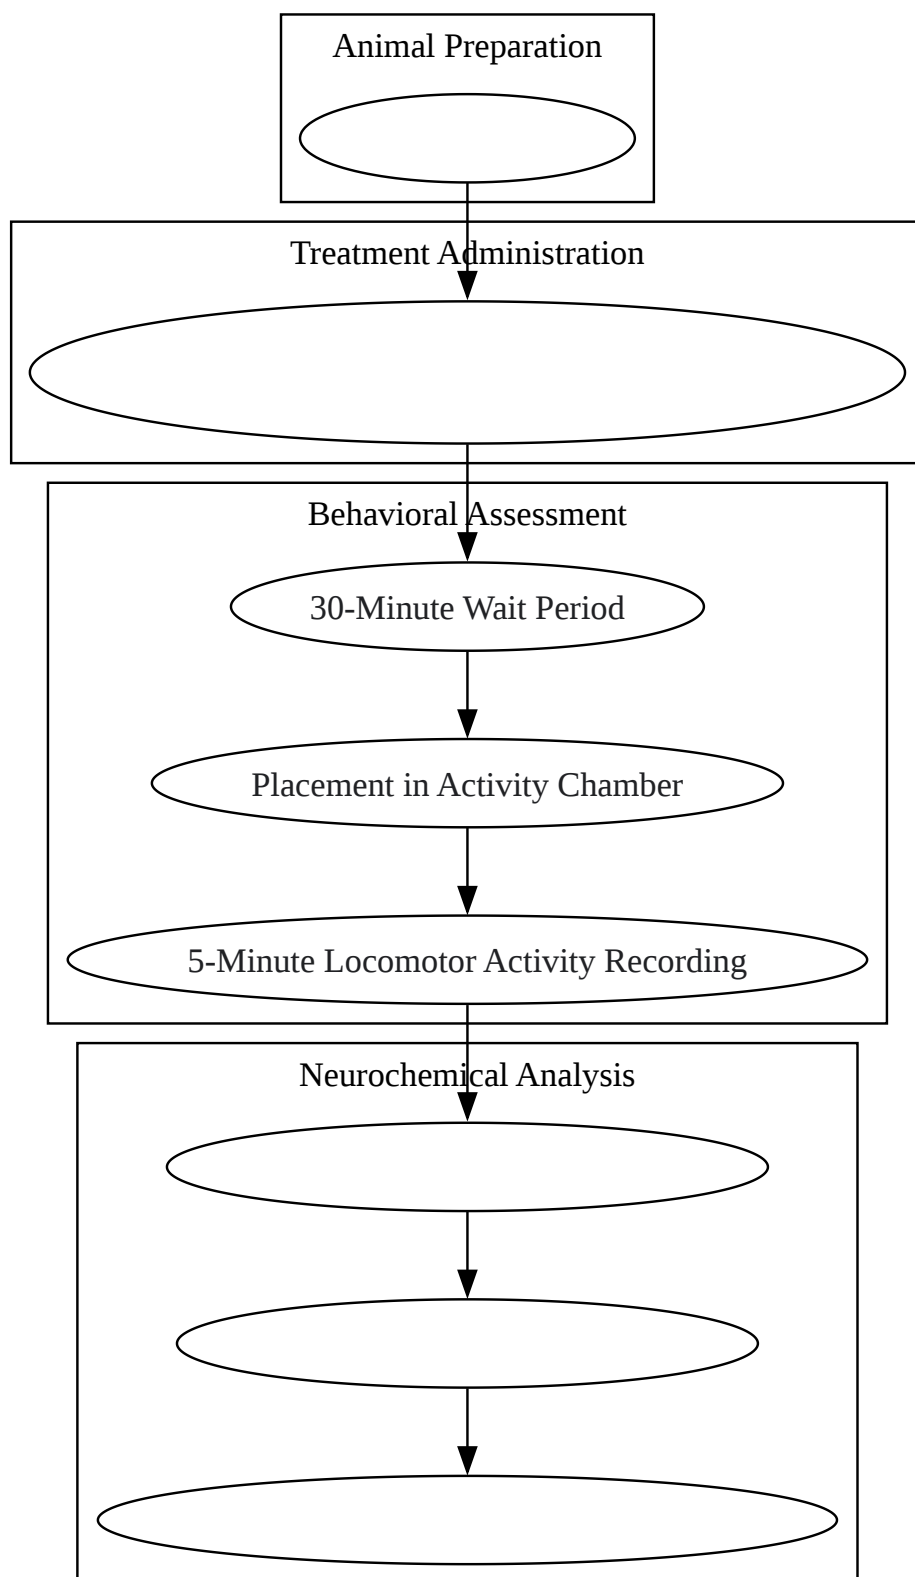 Animal Preparation
Treatment Administration
Behavioral Assessment
30-Minute Wait Period
Placement in Activity Chamber
5-Minute Locomotor Activity Recording
Neurochemical Analysis